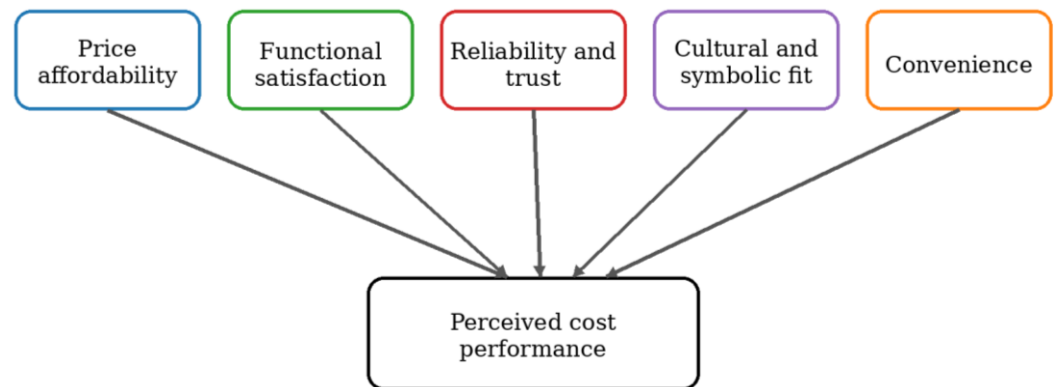 Price
affordability
Functional
satisfaction
Reliability and
trust
Cultural and
symbolic fit
Convenience
Perceived cost
performance